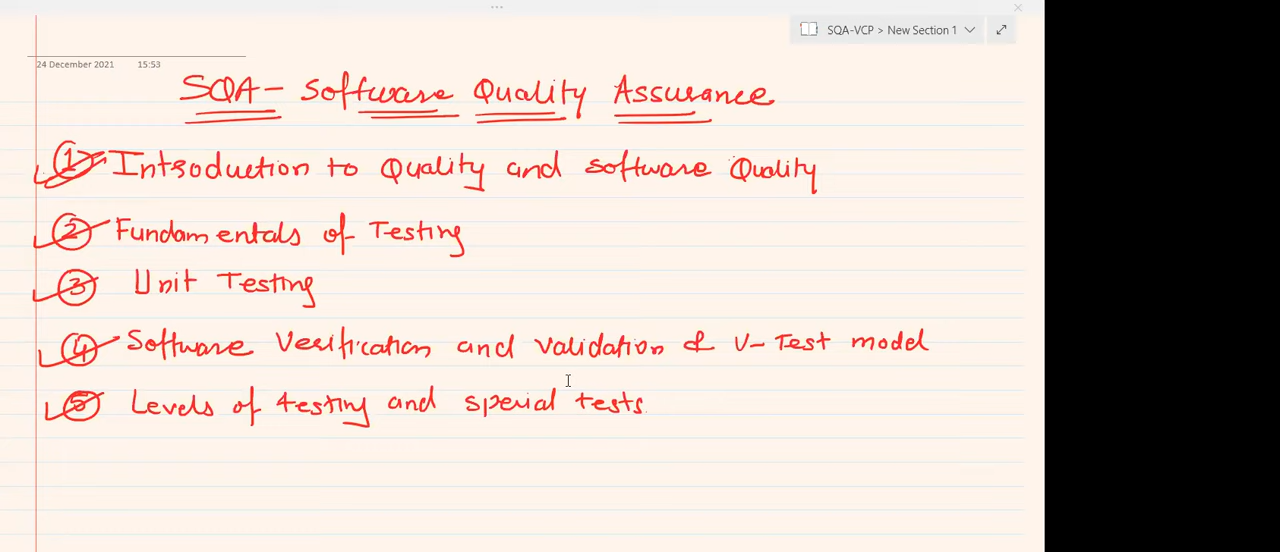 SQA-VCP > New Section 1
24 December 2021 15:53
SQA- Software Quality Assurance
1 Introduction to Quality and software Quality
2 Fundamentals of Testing
3 Unit Testing
4 Software Verification and validation & V-Test model
5 Levels of testing and special tests.